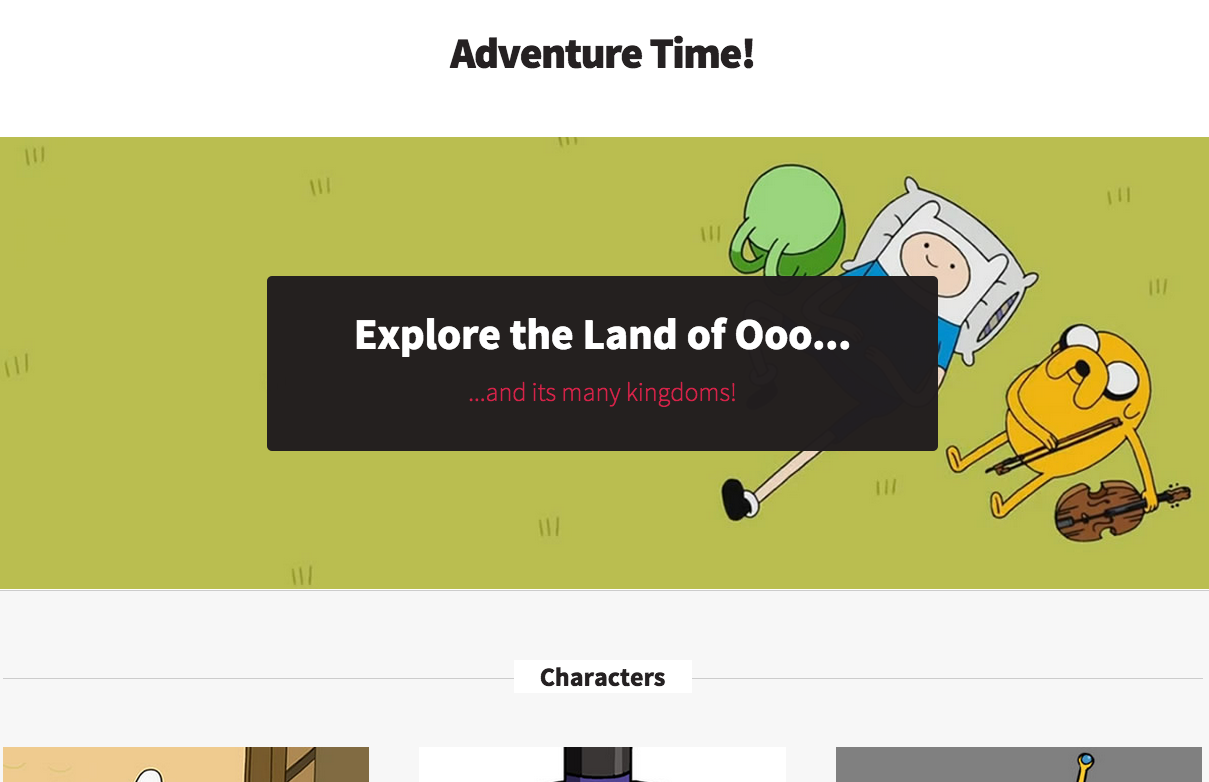 Adventure Time!
Explore the Land of Ooo...
...and its many kingdoms!
Characters